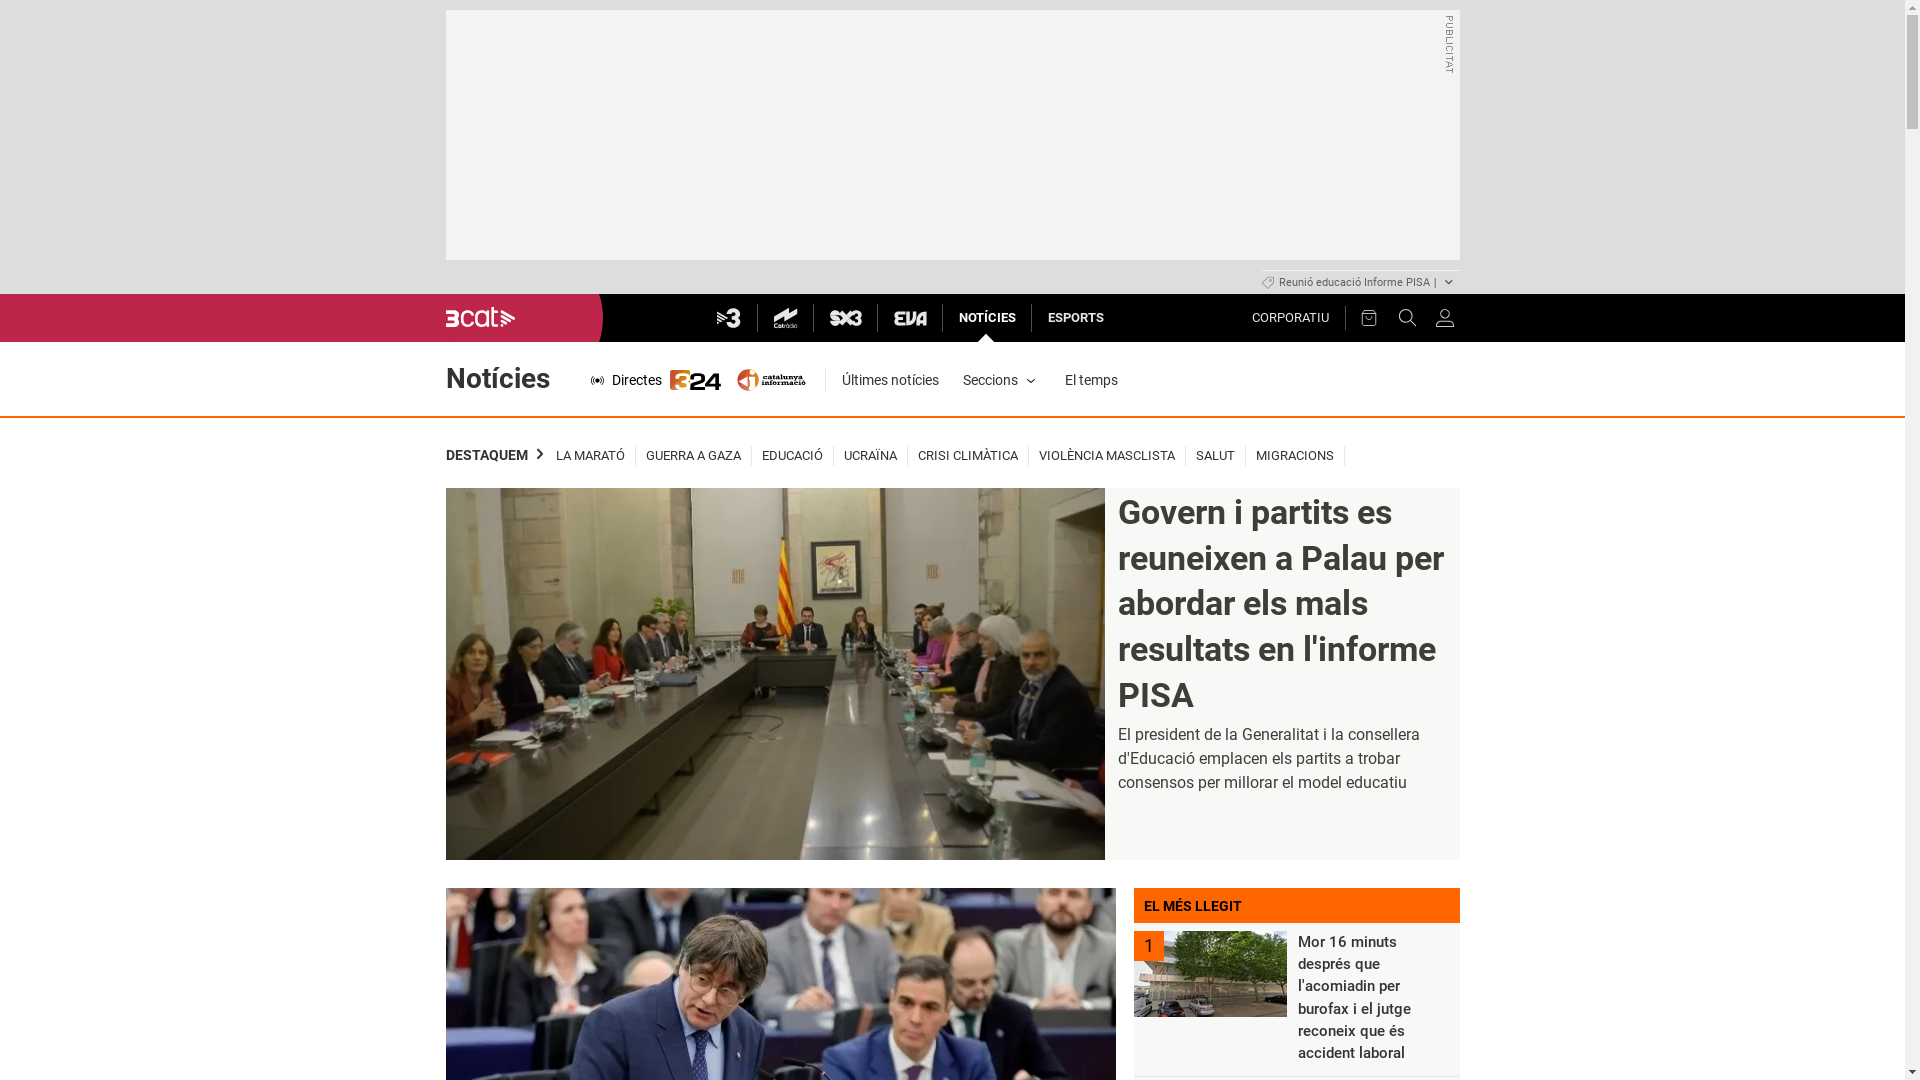 PUBLICITAT
Reunió educació Informe PISA |
3cat
3
Catràdio
SX3
EVA
NOTÍCIES
ESPORTS
CORPORATIU
Notícies
Directes
324
catalunya
informació
Últimes notícies
Seccions
El temps
DESTAQUEM
LA MARATÓ
GUERRA A GAZA
EDUCACIÓ
UCRAÏNA
CRISI CLIMÀTICA
VIOLÈNCIA MASCLISTA
SALUT
MIGRACIONS
Govern i partits es
reuneixen a Palau per
abordar els mals
resultats en l'informe
PISA
El president de la Generalitat i la consellera
d'Educació emplacen els partits a trobar
consensos per millorar el model educatiu
EL MÉS LLEGIT
1
Mor 16 minuts
després que
l'acomiadin per
burofax i el jutge
reconeix que és
accident laboral